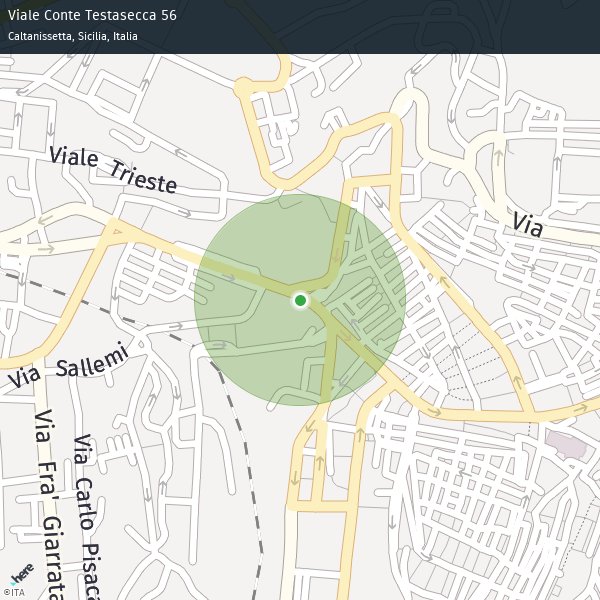 Viale Conte Testasecca 56
Caltanissetta, Sicilia, Italia
Viale Trieste
Via
Via Sallemi
Via Fra' Giarrata
Via Carlo Pisaca
here
©ITA